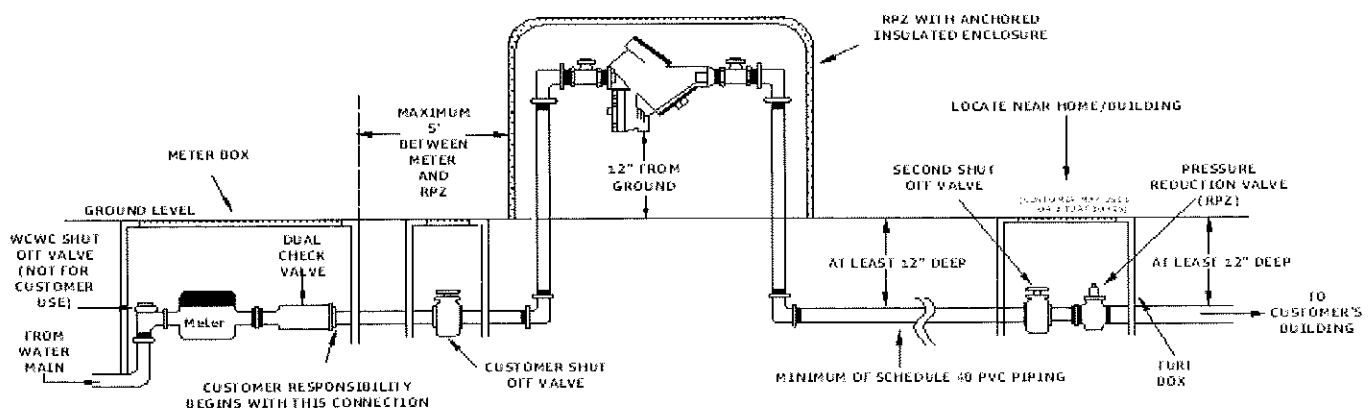 RPZ WITH ANCHORED
INSULATED ENCLOSURE
LOCATE NEAR HOME/BUILDING
MAXIMUM
5'
BETWEEN
METER
AND
RPZ
METER BOX
12" FROM
GROUND
SECOND SHUT
OFF VALVE
PRESSURE
REDUCTION VALVE
(RPZ)
GROUND LEVEL
WCWC SHUT
OFF VALVE
(NOT FOR
CUSTOMER
USE)
DUAL
CHECK
VALVE
AT LEAST 12" DEEP
AT LEAST 12" DEEP
Meter
TO
CUSTOMER'S
BUILDING
FROM
WATER
MAIN
CUSTOMER SHUT
OFF VALVE
MINIMUM OF SCHEDULE 40 PVC PIPING
TURF
BOX
CUSTOMER RESPONSIBILITY
BEGINS WITH THIS CONNECTION